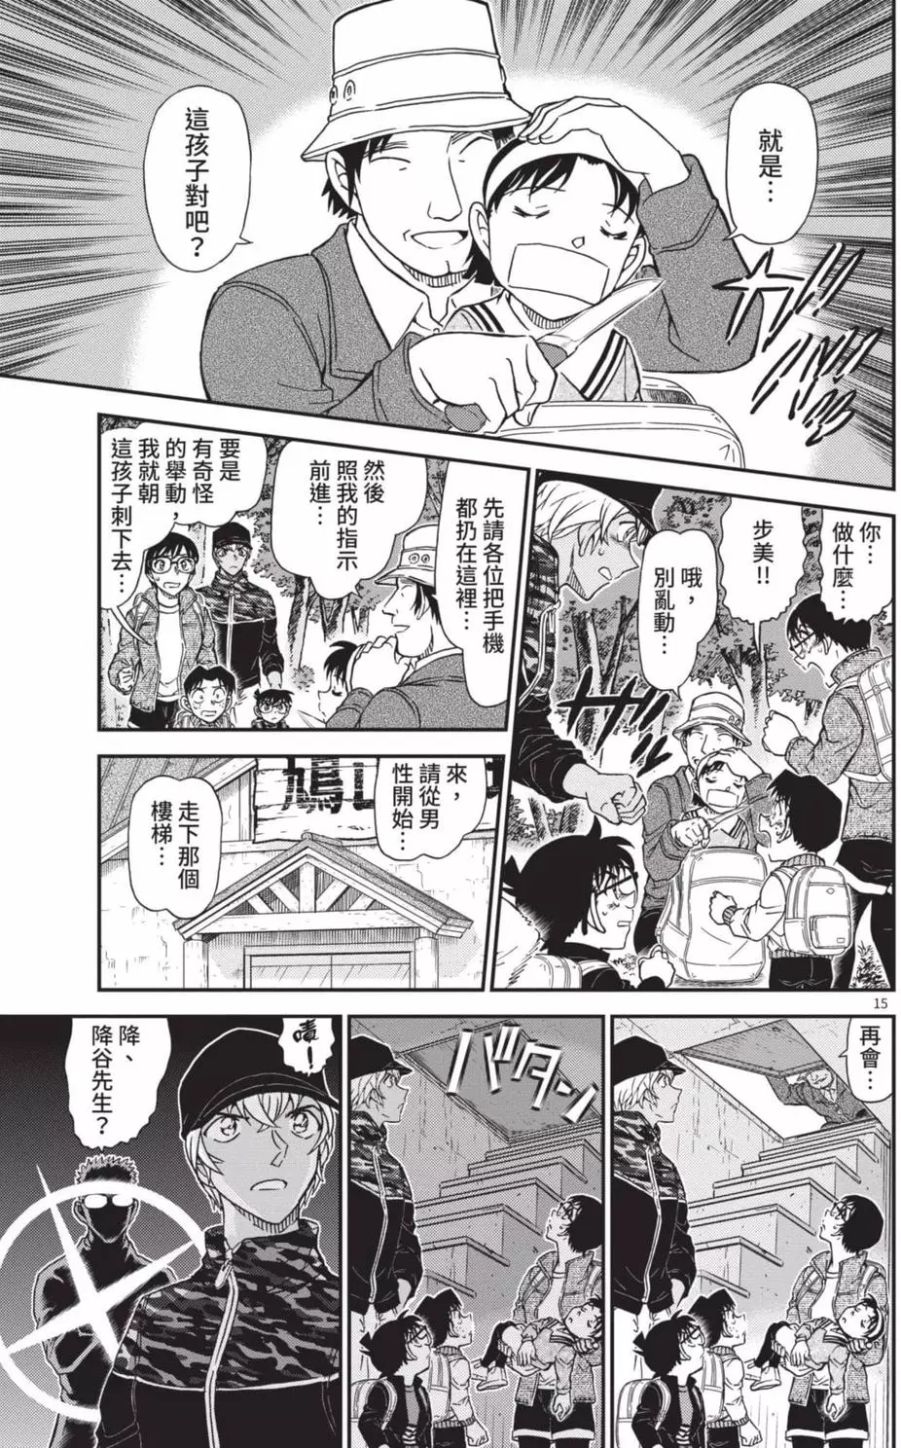 就是…
這孩子對吧？
你…
做什麼…
步美!!
哦，
別亂動…
先請各位把手機
都扔在這裡…
然後
照我的指示
前進…
要是
有奇怪
的舉動，
我就朝
這孩子刺下去…
來，
請從男
性開始…
走下那個
樓梯…
15
再會…
バタン
嘖！
降、
降谷先生？